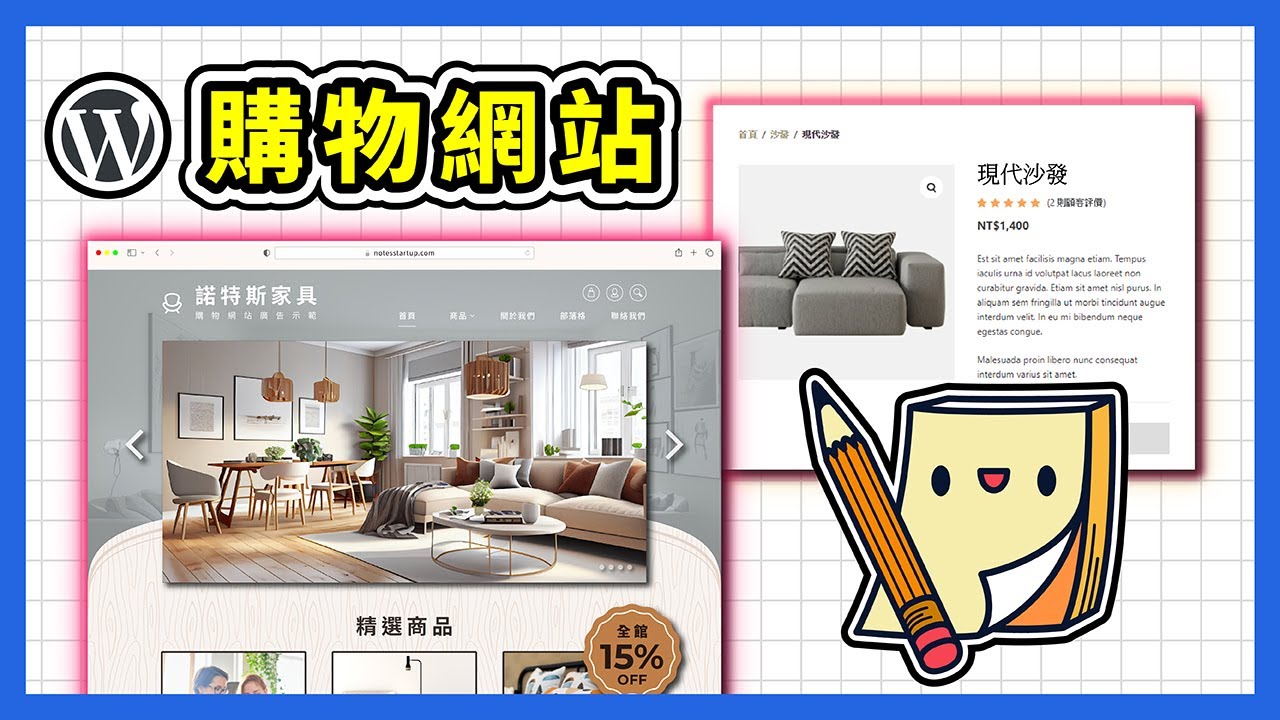 購物網站
首頁 / 沙發 / 現代沙發
現代沙發
(2 則顧客評價)
NT$1,400
Est sit amet facilisis magna etiam. Tempus
iaculis urna id volutpat lacus laoreet non
curabitur gravida. Etiam sit amet nisl purus. In
aliquam sem fringilla ut morbi tincidunt augue
interdum velit. In eu mi bibendum neque
egestas congue.
Malesuada proin libero nunc consequat
interdum varius sit amet.
notesstartup.com
諾特斯家具
購物網站廣告示範
首頁 商品 關於我們 部落格 聯絡我們
精選商品
全館
15%
OFF